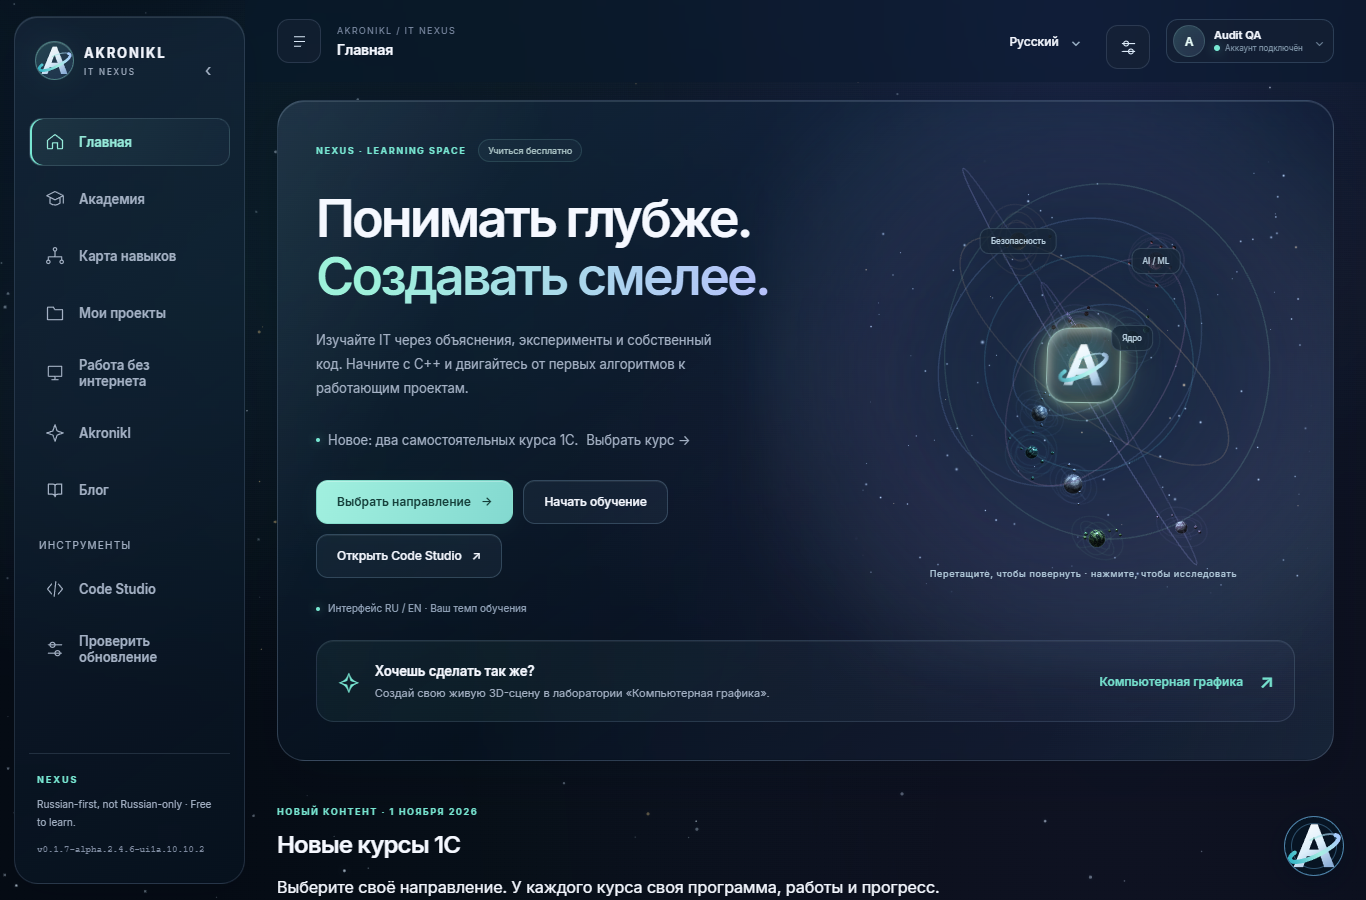 AKRONIKL
IT NEXUS
Главная
Академия
Карта навыков
Мои проекты
Работа без
интернета
Akronikl
Блог
ИНСТРУМЕНТЫ
Code Studio
Проверить
обновление
NEXUS
Russian-first, not Russian-only · Free
to learn.
v0.1.7-alpha.2.4.6-ui1a.10.10.2
AKRONIKL / IT NEXUS
Главная
Русский
A
Audit QA
Аккаунт подключён
NEXUS · LEARNING SPACE
Учиться бесплатно
Понимать глубже.
Создавать смелее.
Изучайте IT через объяснения, эксперименты и собственный
код. Начните с C++ и двигайтесь от первых алгоритмов к
работающим проектам.
Новое: два самостоятельных курса 1С. Выбрать курс →
Выбрать направление →
Начать обучение
Открыть Code Studio ↗
Интерфейс RU / EN · Ваш темп обучения
Безопасность
AI / ML
Ядро
Перетащите, чтобы повернуть · нажмите, чтобы исследовать
Хочешь сделать так же?
Создай свою живую 3D-сцену в лаборатории «Компьютерная графика».
Компьютерная графика ↗
НОВЫЙ КОНТЕНТ · 1 НОЯБРЯ 2026
Новые курсы 1С
Выберите своё направление. У каждого курса своя программа, работы и прогресс.